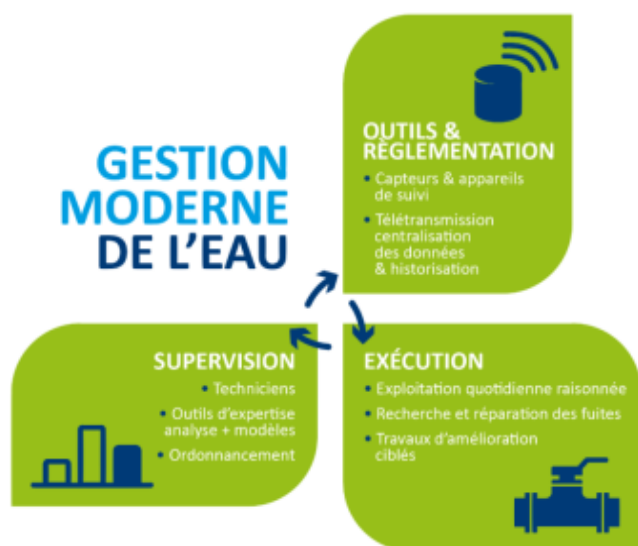 GESTION
MODERNE
DE L'EAU
OUTILS &
RÈGLEMENTATION
• Capteurs & appareils
de suivi
• Télétransmission
centralisation
des données
& historisation
SUPERVISION
• Techniciens
• Outils d'expertise
analyse + modèles
• Ordonnancement
EXÉCUTION
• Exploitation quotidienne raisonnée
• Recherche et réparation des fuites
• Travaux d'amélioration
ciblés